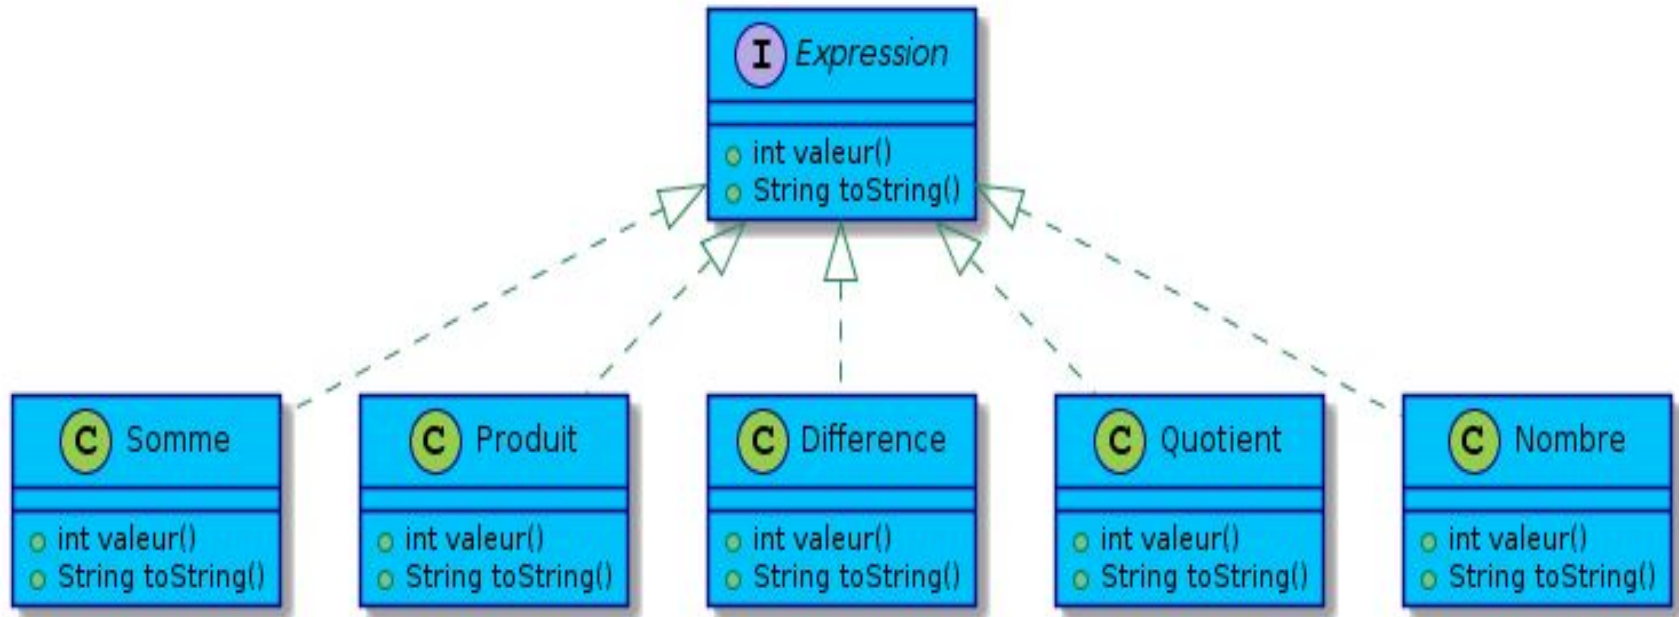 I Expression
int valeur()
String toString()
C Somme
int valeur()
String toString()
C Produit
int valeur()
String toString()
C Difference
int valeur()
String toString()
C Quotient
int valeur()
String toString()
C Nombre
int valeur()
String toString()